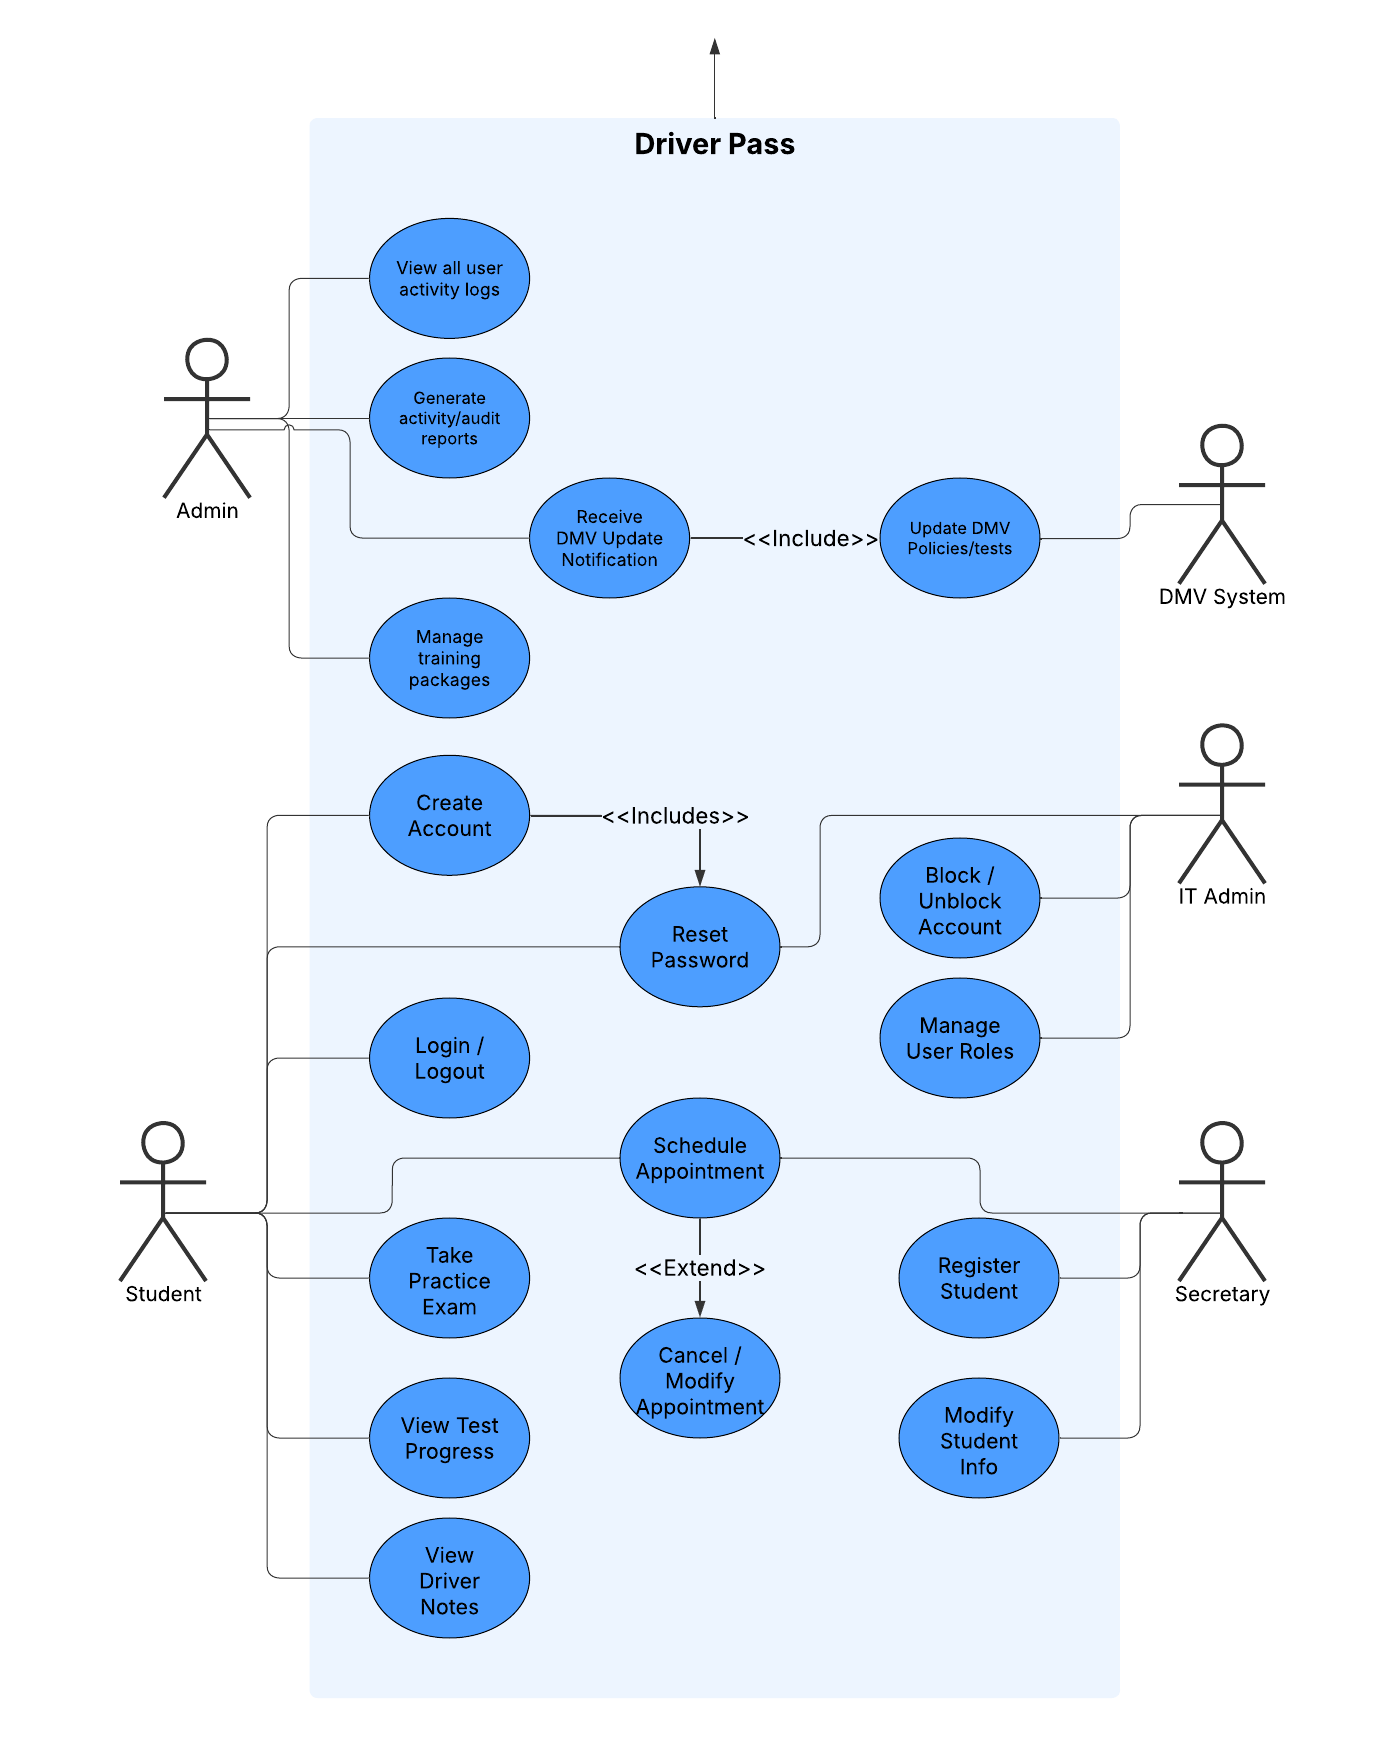 Driver Pass
View all user
activity logs
Generate
activity/audit
reports
Admin
Receive
DMV Update
Notification
<<Include>>
Update DMV
Policies/tests
DMV System
Manage
training
packages
Create
Account
<<Includes>>
Reset
Password
Block /
Unblock
Account
IT Admin
Manage
User Roles
Login /
Logout
Schedule
Appointment
Student
Take
Practice
Exam
<<Extend>>
Register
Student
Secretary
Cancel /
Modify
Appointment
View Test
Progress
Modify
Student
Info
View
Driver
Notes